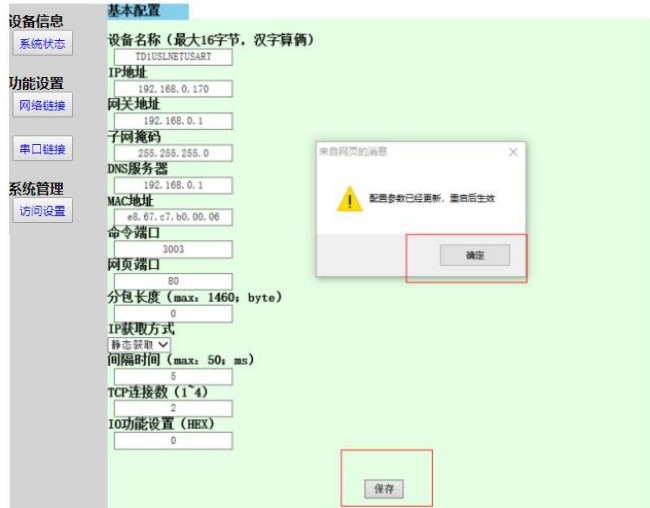 设备信息
系统状态
功能设置
网络链接
串口链接
系统管理
访问设置
基本配置
设备名称（最大16字节，汉字算俩）
TD1USLNETUSART
IP地址
192.168.0.170
网关地址
192.168.0.1
子网掩码
255.255.255.0
DNS服务器
192.168.0.1
MAC地址
e8.67.c7.b0.00.06
命令端口
3003
网页端口
80
分包长度（max：1460；byte）
0
IP获取方式
静态获取
间隔时间（max：50；ms）
5
TCP连接数（1~4）
2
IO功能设置（HEX）
0
保存
来自网页的消息
配置参数已经更新，重启后生效
确定